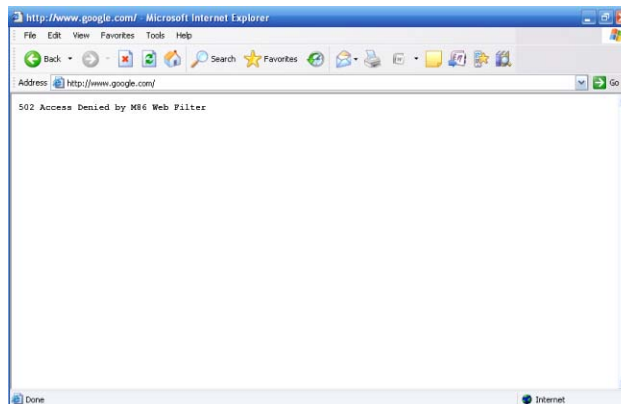 http://www.google.com/ - Microsoft Internet Explorer
File Edit View Favorites Tools Help
Back Search Favorites
Address http://www.google.com/ Go
502 Access Denied by M86 Web Filter
Done Internet